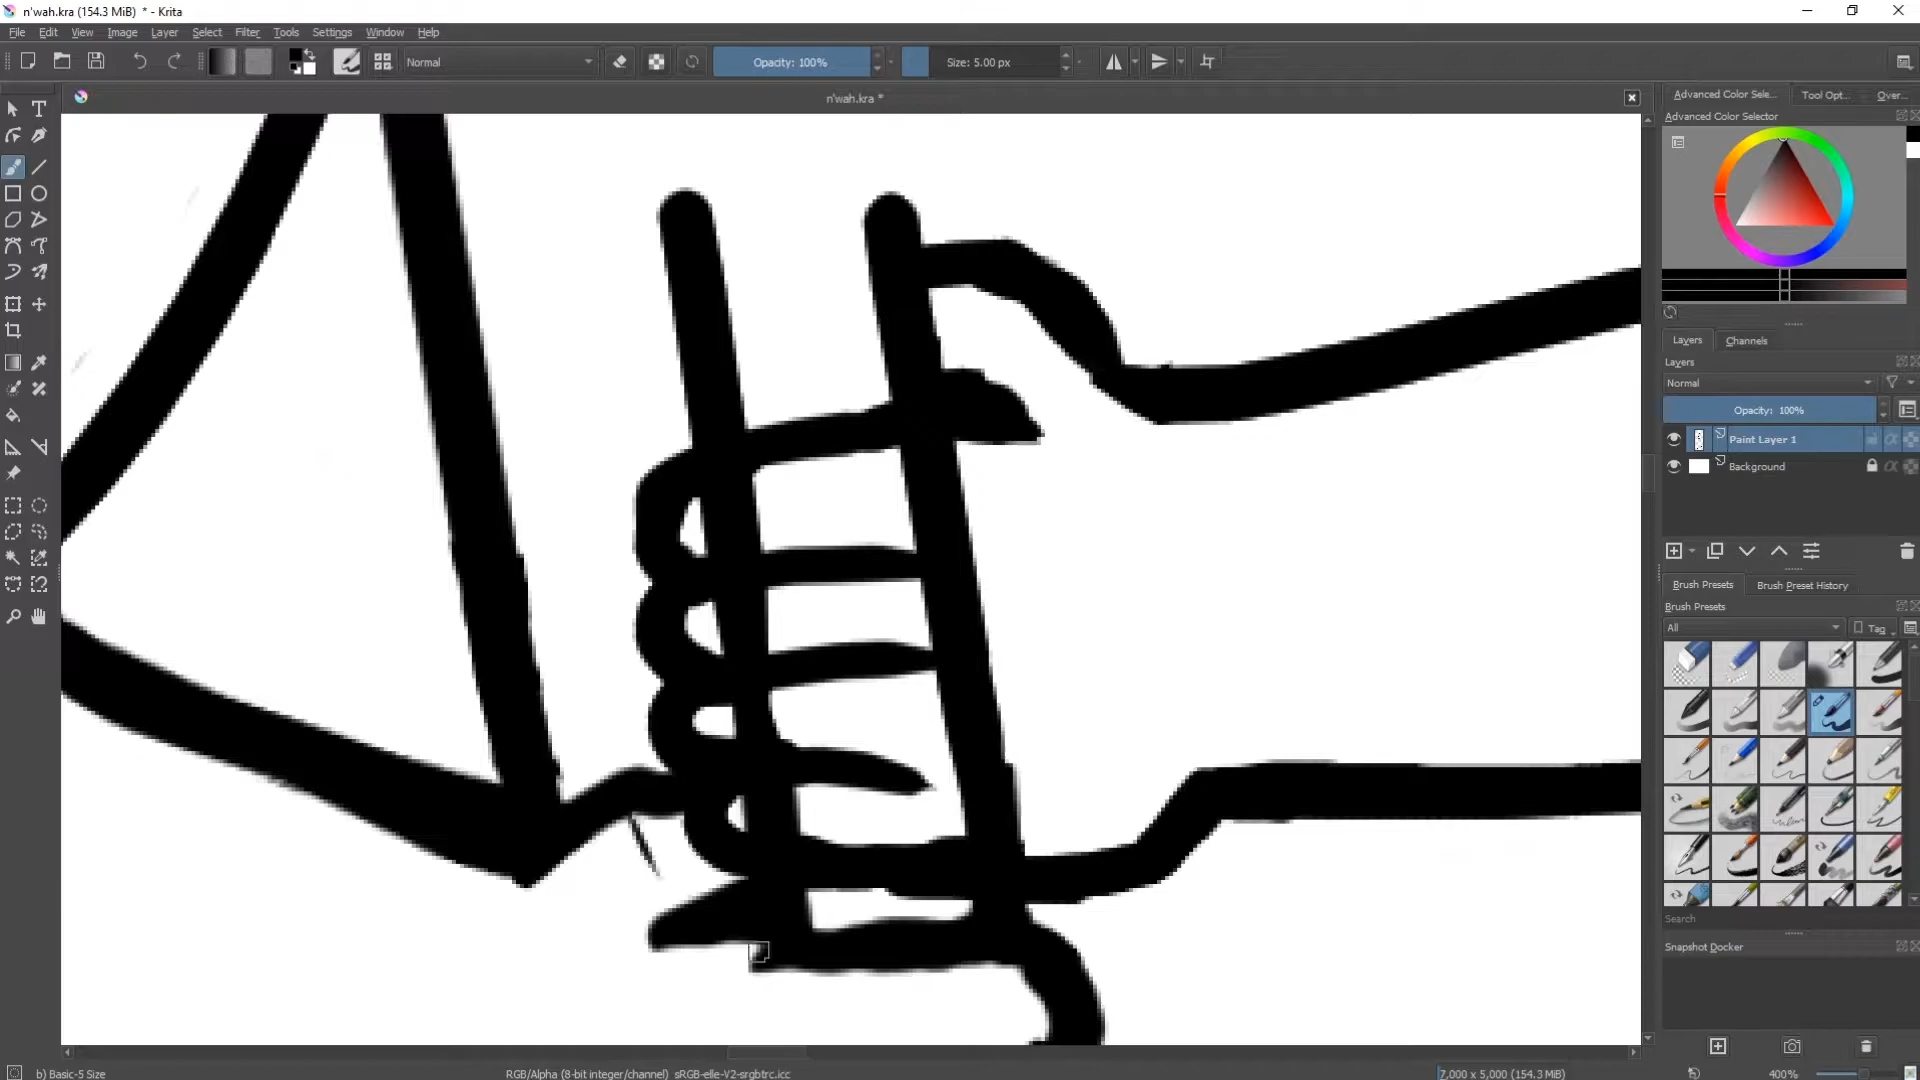 n'wah.kra (154.3 MiB) * - Krita
File Edit View Image Layer Select Filter Tools Settings Window Help
Normal Opacity: 100% Size: 5.00 px
n'wah.kra *
Advanced Color Sele... Tool Opt... Over...
Advanced Color Selector
Layers Channels
Layers
Normal
Opacity: 100%
Paint Layer 1
Background
Brush Presets Brush Preset History
Brush Presets
All Tag
Search
Snapshot Docker
b) Basic-5 Size RGB/Alpha (8-bit integer/channel) sRGB-elle-V2-srgbtrc.icc 7,000 x 5,000 (154.3 MiB) 400%